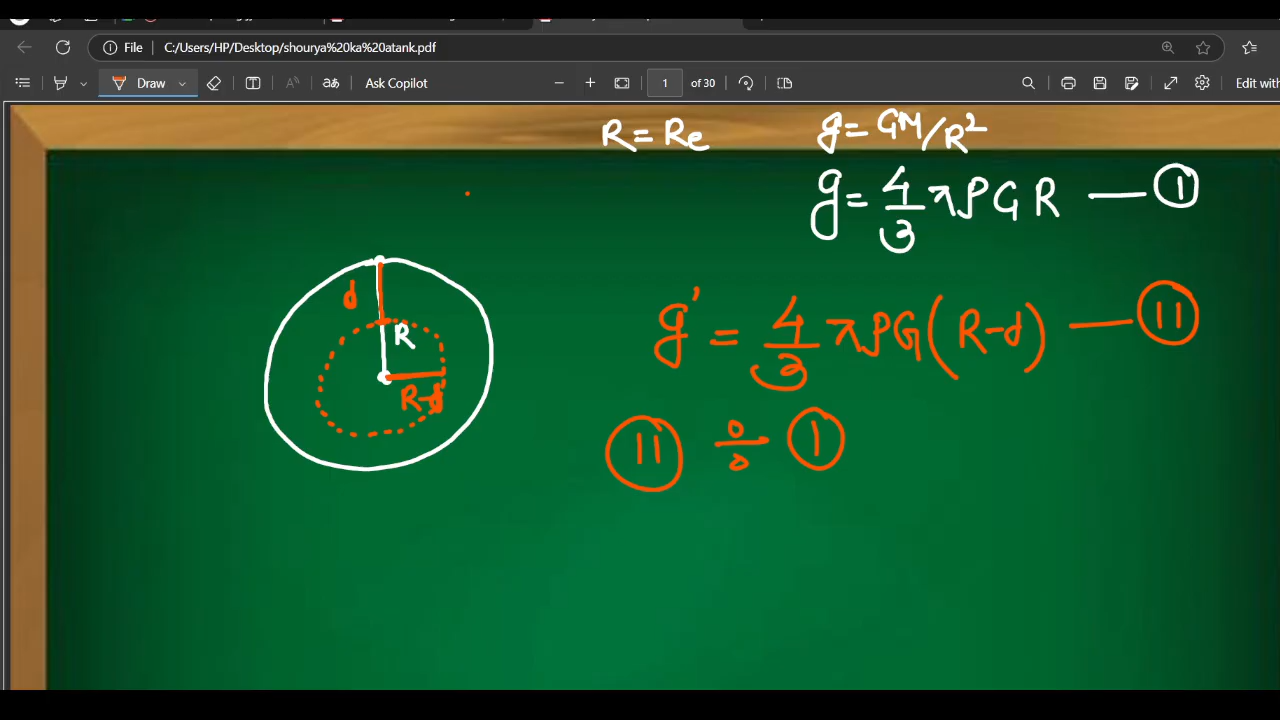 File C:/Users/HP/Desktop/shourya%20ka%20atank.pdf
Draw Ask Copilot 1 of 30 Edit with
R = Re
g = GM/R²
g = 4/3 πρGR — ①
d
R
R-d
g' = 4/3 πρG(R-d) — ⑪
⑪ ÷ ①